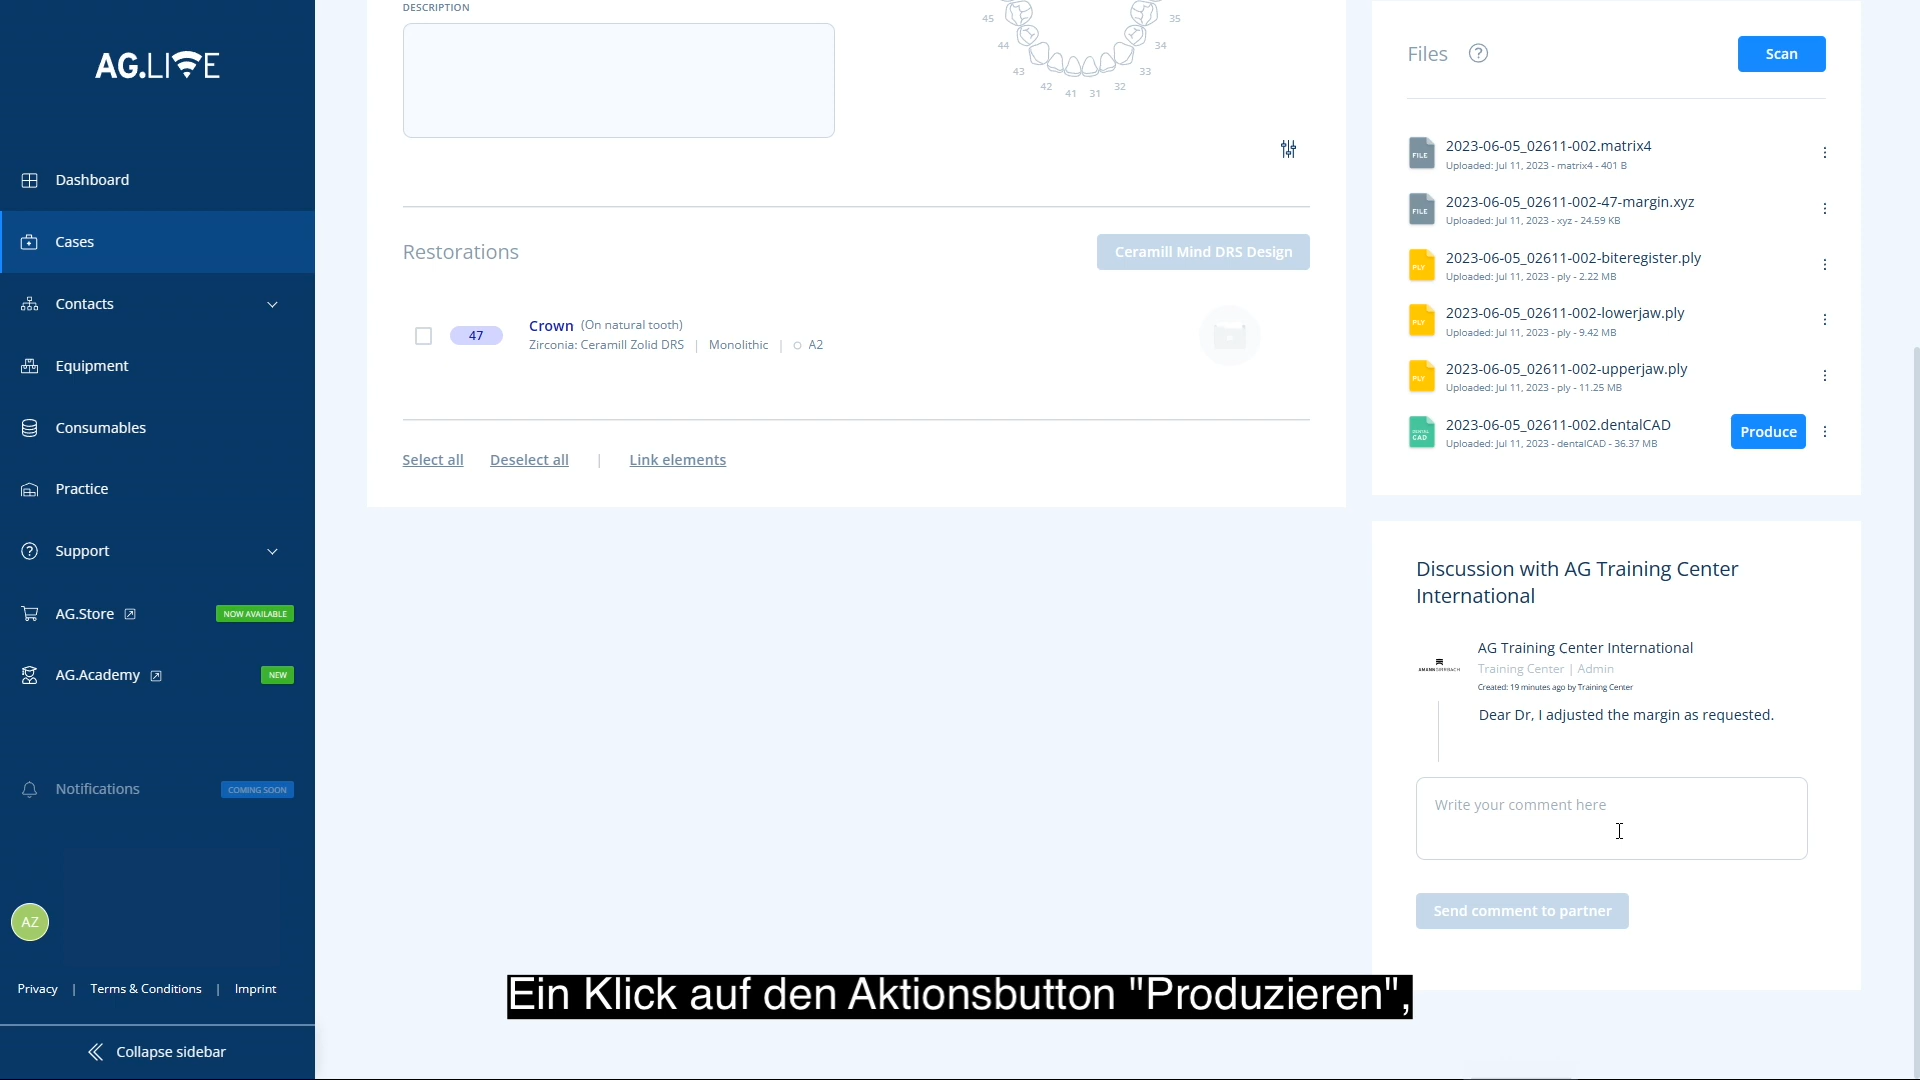 AG.LIVE
Dashboard
Cases
Contacts
Equipment
Consumables
Practice
Support
AG.Store
NOW AVAILABLE
AG.Academy
NEW
Notifications
COMING SOON
AZ
Privacy | Terms & Conditions | Imprint
Collapse sidebar
DESCRIPTION
45
35
44
34
43
33
42
41
31
32
Restorations
Ceramill Mind DRS Design
47
Crown (On natural tooth)
Zirconia: Ceramill Zolid DRS | Monolithic | A2
Select all
Deselect all
|
Link elements
Files
Scan
FILE
2023-06-05_02611-002.matrix4
Uploaded: Jul 11, 2023 - matrix4 - 401 B
FILE
2023-06-05_02611-002-47-margin.xyz
Uploaded: Jul 11, 2023 - xyz - 24.59 KB
PLY
2023-06-05_02611-002-biteregister.ply
Uploaded: Jul 11, 2023 - ply - 2.22 MB
PLY
2023-06-05_02611-002-lowerjaw.ply
Uploaded: Jul 11, 2023 - ply - 9.42 MB
PLY
2023-06-05_02611-002-upperjaw.ply
Uploaded: Jul 11, 2023 - ply - 11.25 MB
DENTAL
CAD
2023-06-05_02611-002.dentalCAD
Uploaded: Jul 11, 2023 - dentalCAD - 36.37 MB
Produce
Discussion with AG Training Center
International
AMANNGIRRBACH
AG Training Center International
Training Center | Admin
Created: 19 minutes ago by Training Center
Dear Dr, I adjusted the margin as requested.
Write your comment here
Send comment to partner
Ein Klick auf den Aktionsbutton "Produzieren",